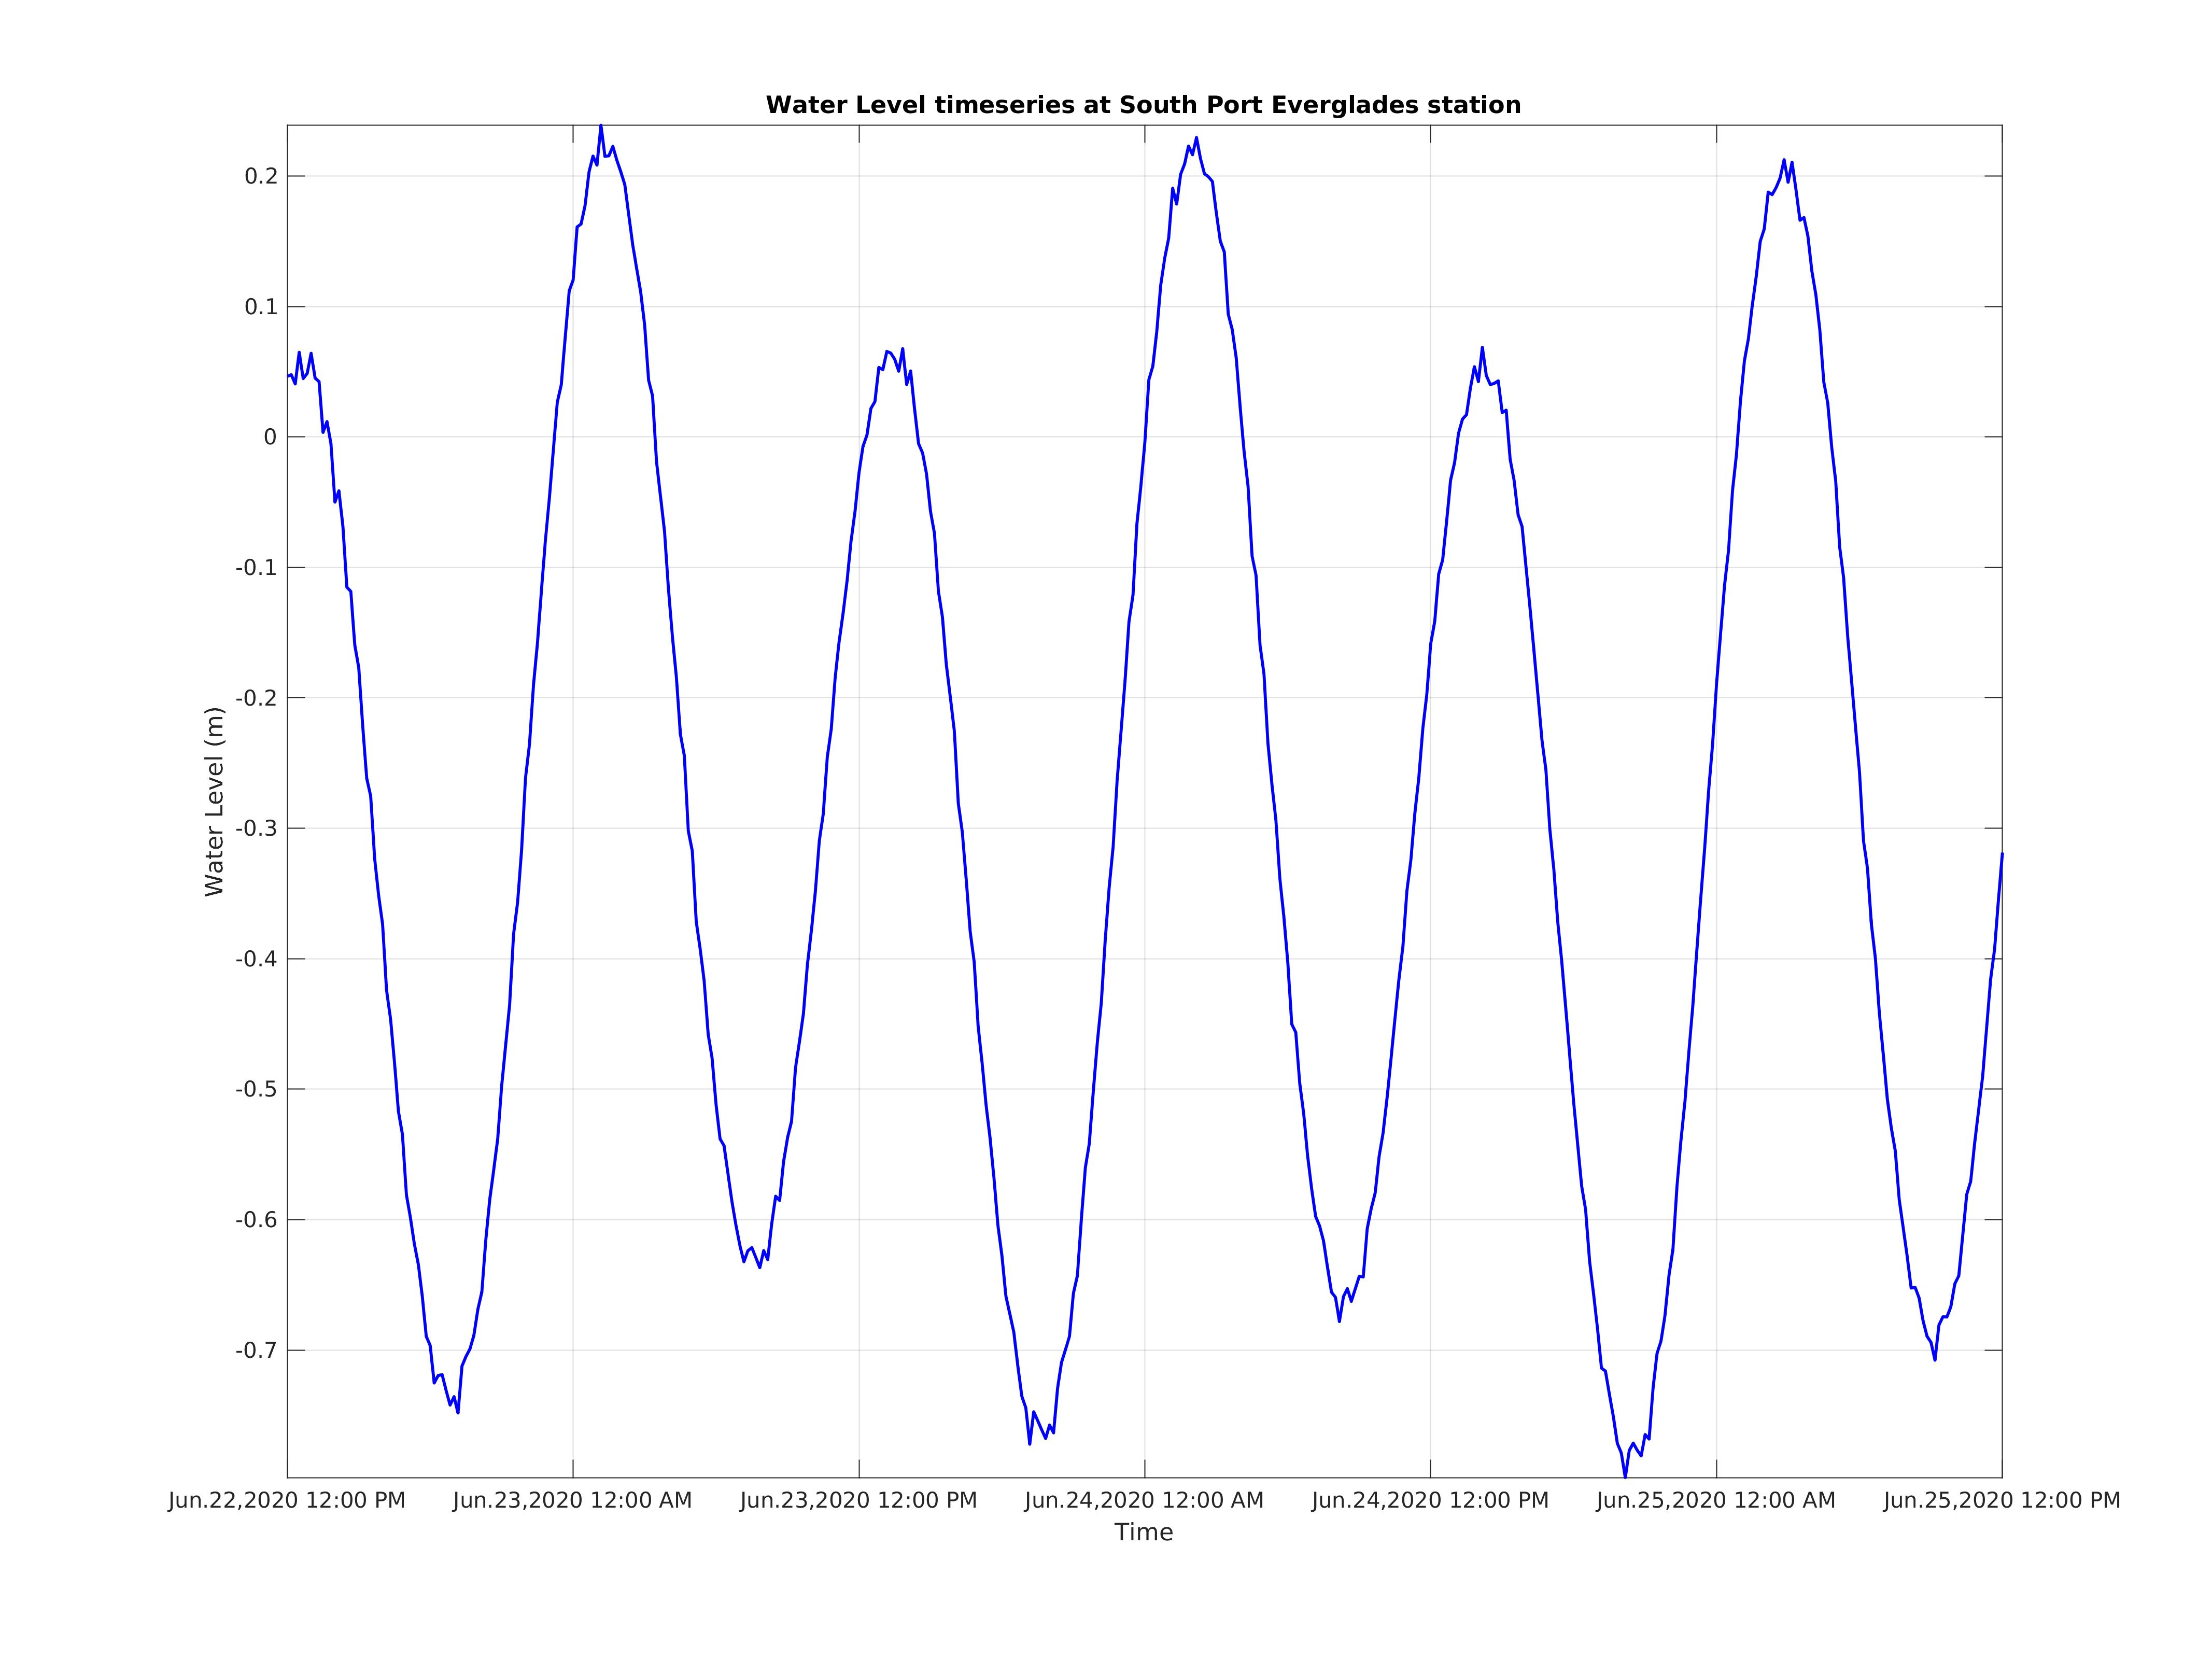 Water Level timeseries at South Port Everglades station
0.2
0.1
0
-0.1
-0.2
-0.3
-0.4
-0.5
-0.6
-0.7
Water Level (m)
Jun.22,2020 12:00 PM
Jun.23,2020 12:00 AM
Jun.23,2020 12:00 PM
Jun.24,2020 12:00 AM
Jun.24,2020 12:00 PM
Jun.25,2020 12:00 AM
Jun.25,2020 12:00 PM
Time